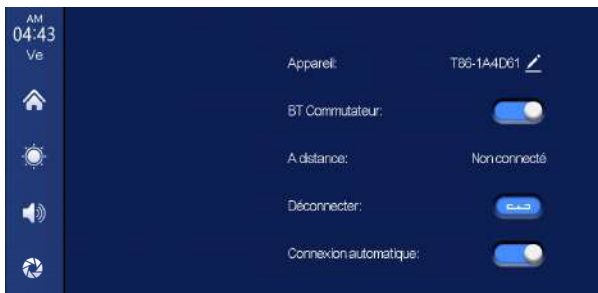 AM
04:43
Ve
Appareil: T86-1A4D61
BT Commutateur:
A distance: Non connecté
Déconnecter:
Connexion automatique: